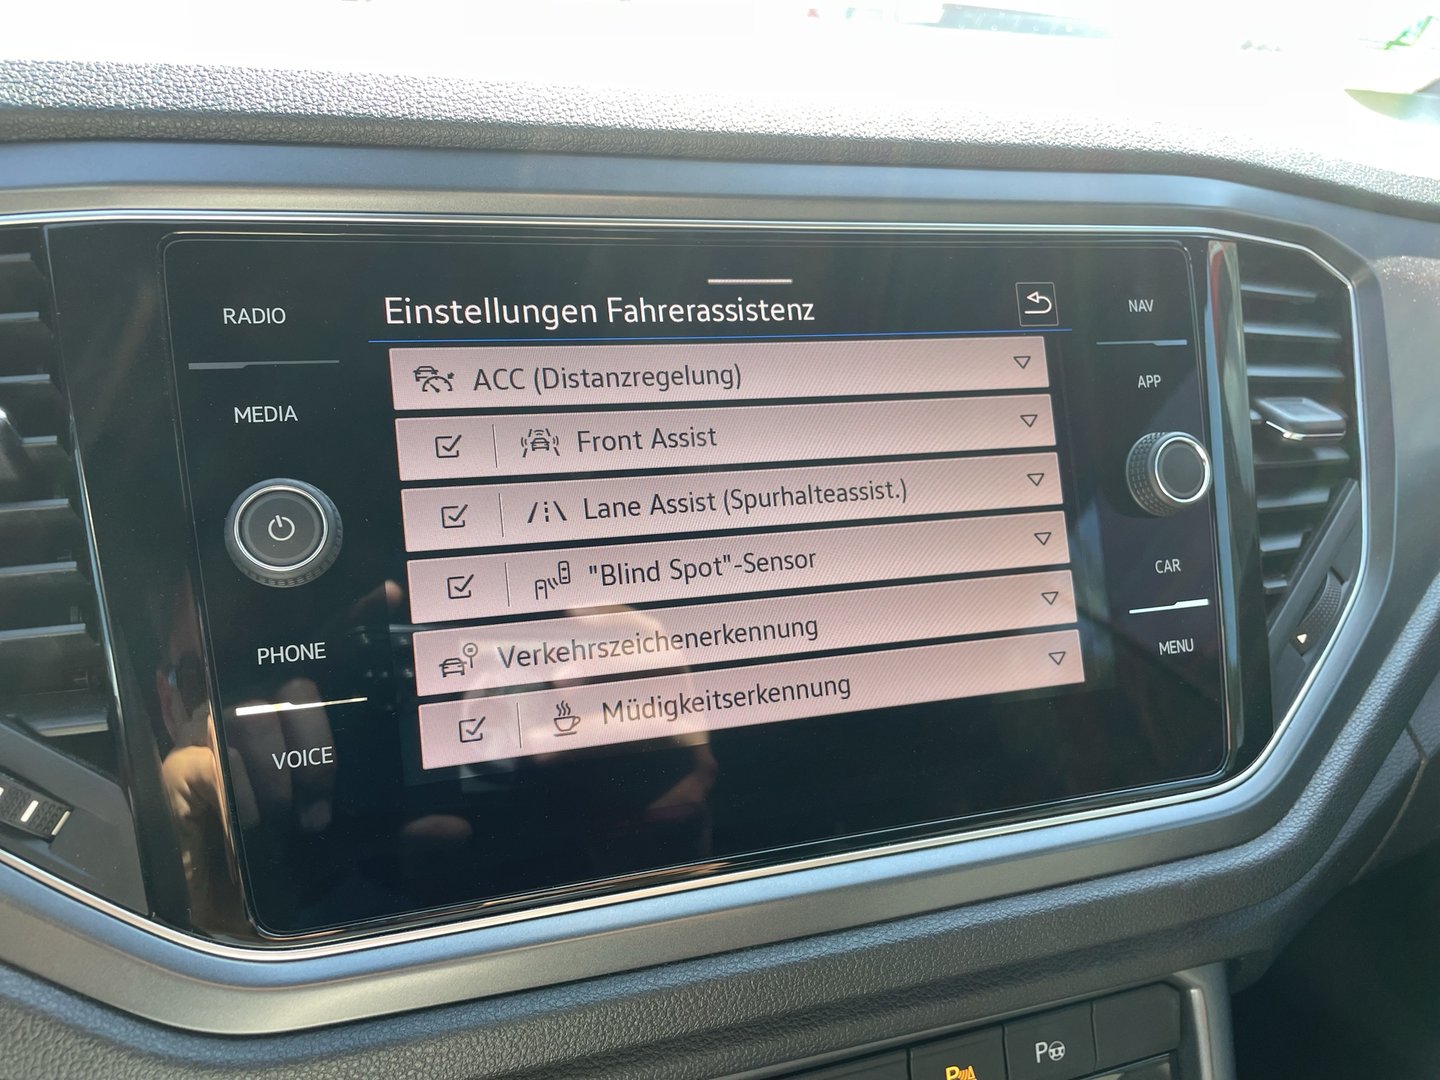 RADIO
MEDIA
PHONE
VOICE
Einstellungen Fahrerassistenz
ACC (Distanzregelung)
Front Assist
Lane Assist (Spurhalteassist.)
"Blind Spot"-Sensor
Verkehrszeichenerkennung
Müdigkeitserkennung
NAV
APP
CAR
MENU
P
P